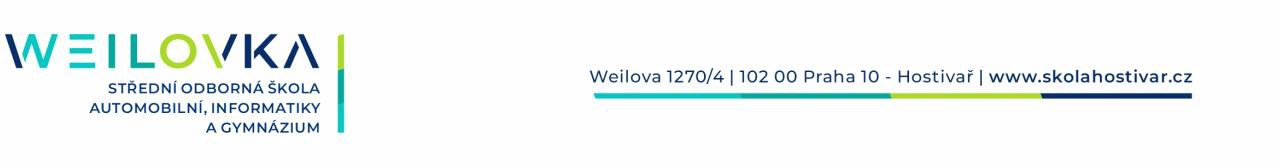 WEILOVKA
STŘEDNÍ ODBORNÁ ŠKOLA
AUTOMOBILNÍ, INFORMATIKY
A GYMNÁZIUM
Weilova 1270/4 | 102 00 Praha 10 - Hostivař | www.skolahostivar.cz